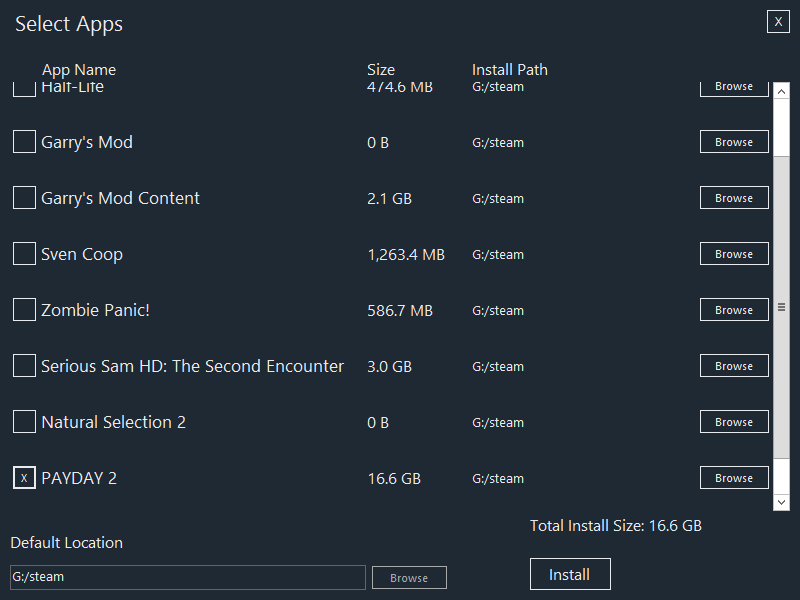 Select Apps X
App Name Size Install Path
Half-Life 474.6 MB G:/steam Browse
Garry's Mod 0 B G:/steam Browse
Garry's Mod Content 2.1 GB G:/steam Browse
Sven Coop 1,263.4 MB G:/steam Browse
Zombie Panic! 586.7 MB G:/steam Browse
Serious Sam HD: The Second Encounter 3.0 GB G:/steam Browse
Natural Selection 2 0 B G:/steam Browse
X PAYDAY 2 16.6 GB G:/steam Browse
Total Install Size: 16.6 GB
Default Location
G:/steam Browse Install